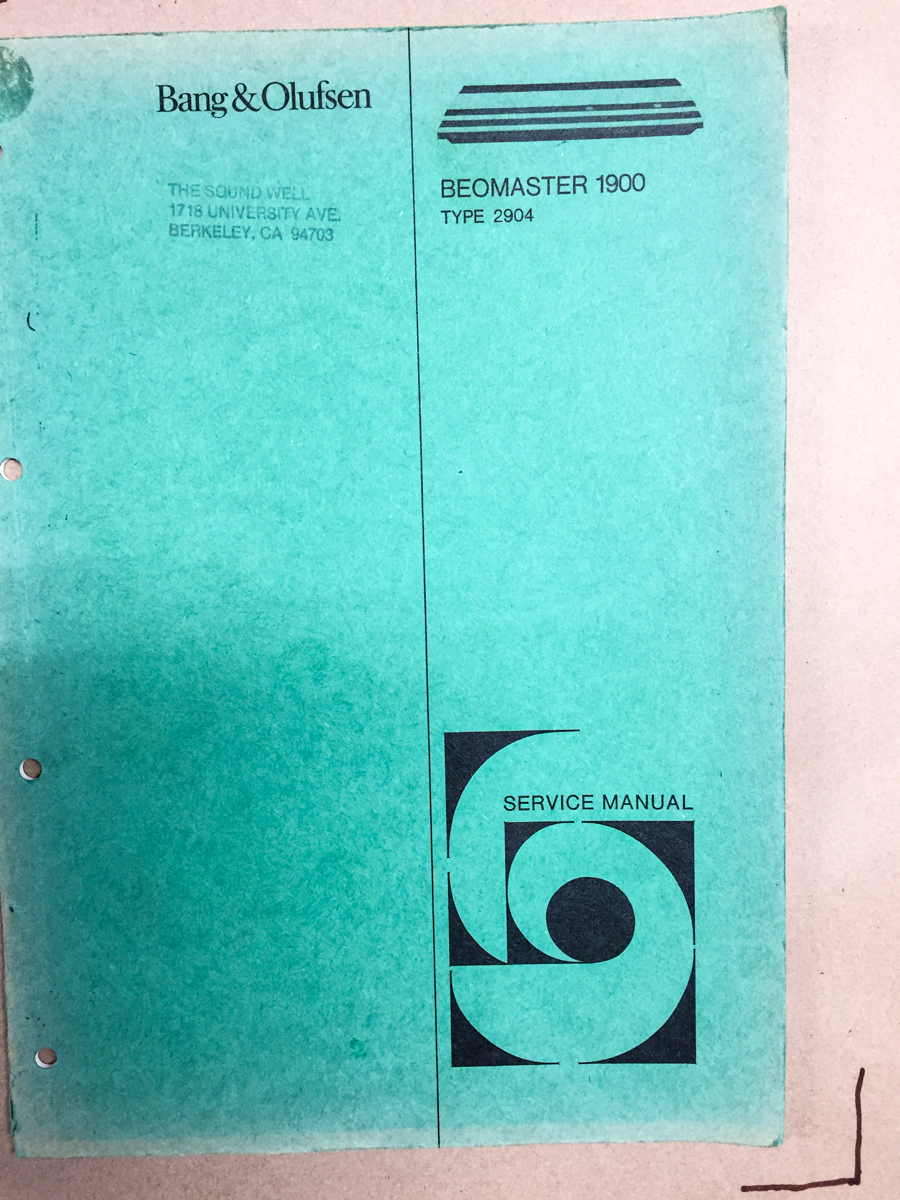 Bang & Olufsen
THE SOUND WELL
1718 UNIVERSITY AVE.
BERKELEY, CA 94703
BEOMASTER 1900
TYPE 2904
SERVICE MANUAL